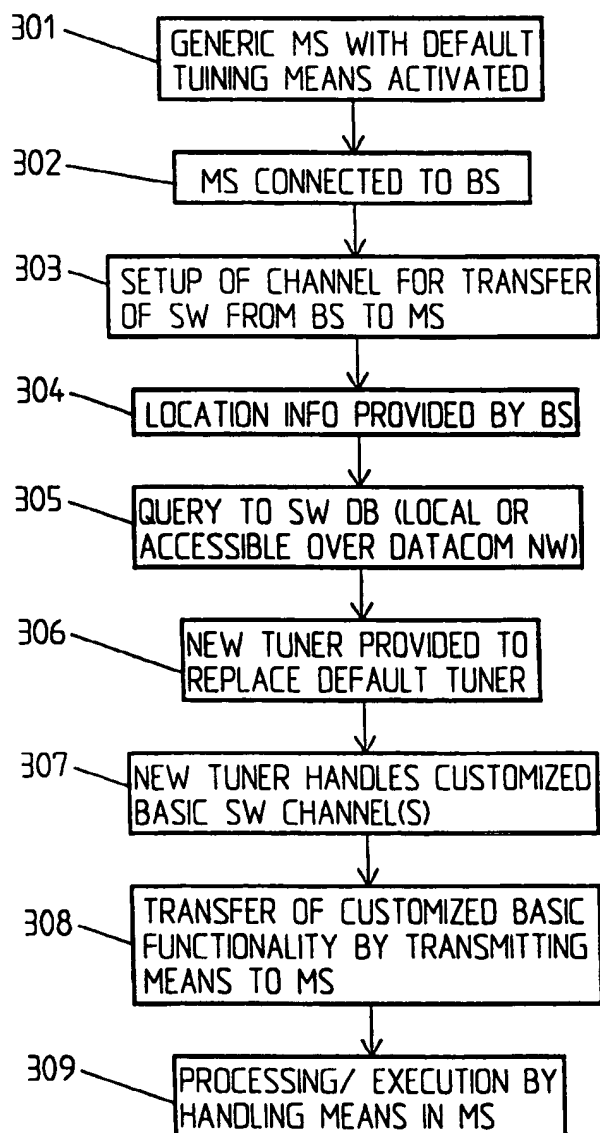 301
GENERIC MS WITH DEFAULT
TUINING MEANS ACTIVATED
302
MS CONNECTED TO BS
303
SETUP OF CHANNEL FOR TRANSFER
OF SW FROM BS TO MS
304
LOCATION INFO PROVIDED BY BS
305
QUERY TO SW DB (LOCAL OR
ACCESSIBLE OVER DATACOM NW)
306
NEW TUNER PROVIDED TO
REPLACE DEFAULT TUNER
307
NEW TUNER HANDLES CUSTOMIZED
BASIC SW CHANNEL(S)
308
TRANSFER OF CUSTOMIZED BASIC
FUNCTIONALITY BY TRANSMITTING
MEANS TO MS
309
PROCESSING/ EXECUTION BY
HANDLING MEANS IN MS